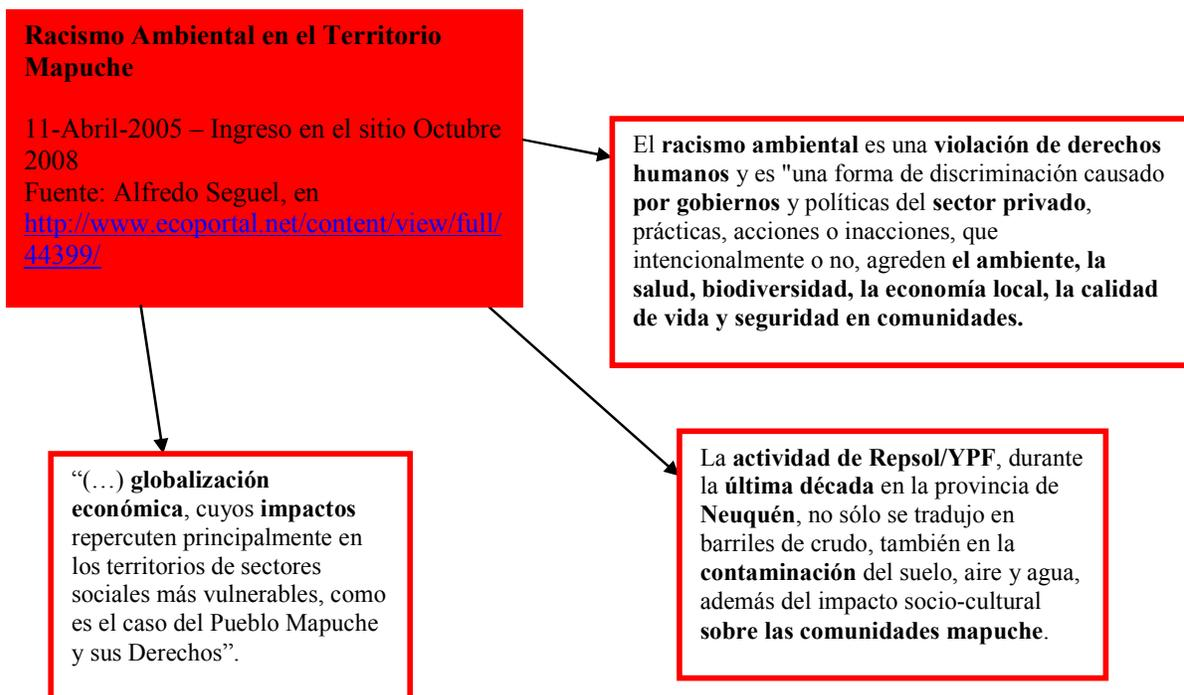 Racismo Ambiental en el Territorio
Mapuche
11-Abril-2005 – Ingreso en el sitio Octubre
2008
Fuente: Alfredo Seguel, en
http://www.ecoportal.net/content/view/full/
44399/
El racismo ambiental es una violación de derechos
humanos y es "una forma de discriminación causado
por gobiernos y políticas del sector privado,
prácticas, acciones o inacciones, que
intencionalmente o no, agreden el ambiente, la
salud, biodiversidad, la economía local, la calidad
de vida y seguridad en comunidades.
“(…) globalización
económica, cuyos impactos
repercuten principalmente en
los territorios de sectores
sociales más vulnerables, como
es el caso del Pueblo Mapuche
y sus Derechos”.
La actividad de Repsol/YPF, durante
la última década en la provincia de
Neuquén, no sólo se tradujo en
barriles de crudo, también en la
contaminación del suelo, aire y agua,
además del impacto socio-cultural
sobre las comunidades mapuche.